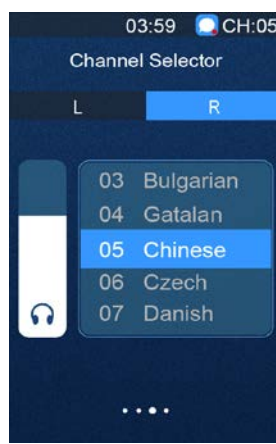 03:59 CH:05
Channel Selector
L R
03 Bulgarian
04 Gatalan
05 Chinese
06 Czech
07 Danish